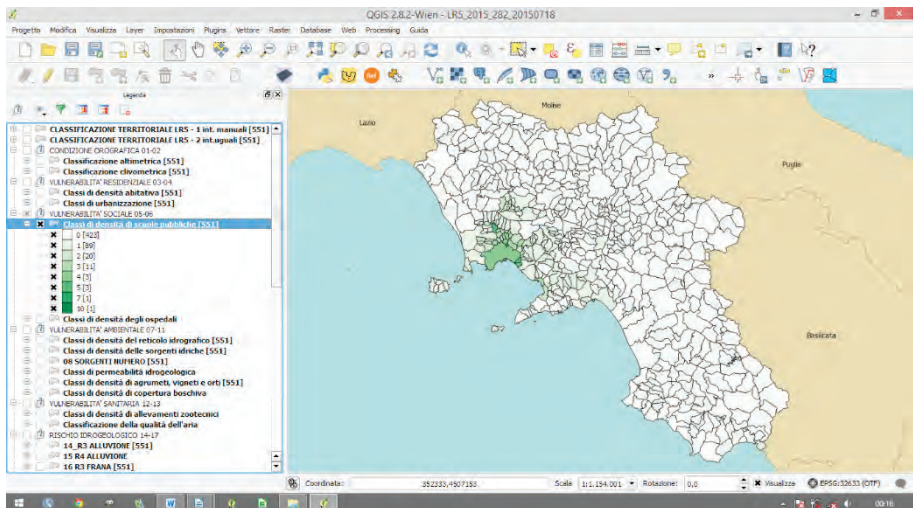 QGIS 2.8.2-Wien - LR5_2015_282_20150718
Progetto Modifica Visualizza Layer Impostazioni Plugins Vettore Raster Database Web Processing Guida
Legenda
CLASSIFICAZIONE TERRITORIALE LR5 - 1 int. manuali [551]
CLASSIFICAZIONE TERRITORIALE LR5 - 2 int.uguali [551]
CONDIZIONE OROGRAFICA 01-02
Classificazione altimetrica [551]
Classificazione clivometrica [551]
VULNERABILITA' RESIDENZIALE 03-04
Classi di densità abitativa [551]
Classi di urbanizzazione [551]
VULNERABILITA' SOCIALE 05-06
Classi di densità di scuole pubbliche [551]
0 [423]
1 [89]
2 [20]
3 [11]
4 [3]
5 [3]
7 [1]
10 [1]
Classi di densità degli ospedali
VULNERABILITA' AMBIENTALE 07-11
Classi di densità del reticolo idrografico [551]
Classi di densità delle sorgenti idriche [551]
08 SORGENTI NUMERO [551]
Classi di permeabilità idrogeologica
Classi di densità di agrumeti, vigneti e orti [551]
Classi di densità di copertura boschiva
VULNERABILITA' SANITARIA 12-13
Classi di densità di allevamenti zootecnici
Classificazione della qualità dell'aria
RISCHIO IDROGEOLOGICO 14-17
14_R3 ALLUVIONE [551]
15 R4 ALLUVIONE
16 R3 FRANA [551]
Lazio
Molise
Puglia
Basilicata
Coordinata: 352333,4507153 Scala 1:1.154.001 Rotazione: 0,0 Visualizza EPSG:32633 (OTF)
00:16